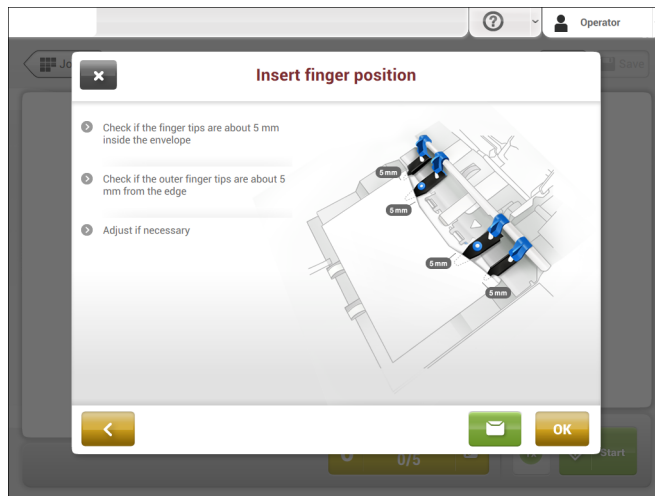 Operator
Jo
Save
Insert finger position
Check if the finger tips are about 5 mm
inside the envelope
Check if the outer finger tips are about 5
mm from the edge
Adjust if necessary
5 mm
5 mm
5 mm
5 mm
OK
0/5
Start